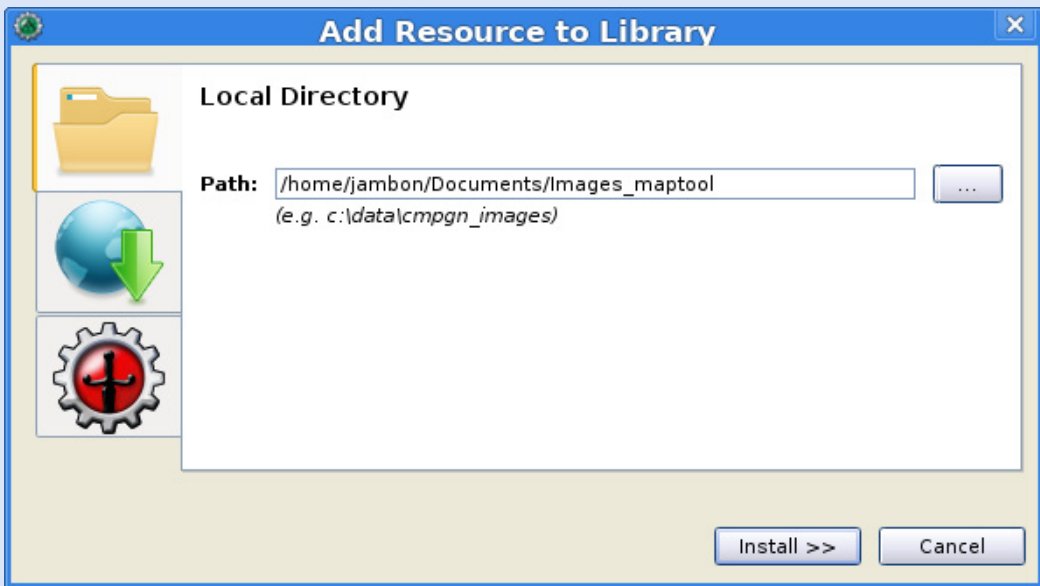 Add Resource to Library
Local Directory
Path: /home/jambon/Documents/Images_maptool ...
(e.g. c:\data\cmpgn_images)
Install >> Cancel